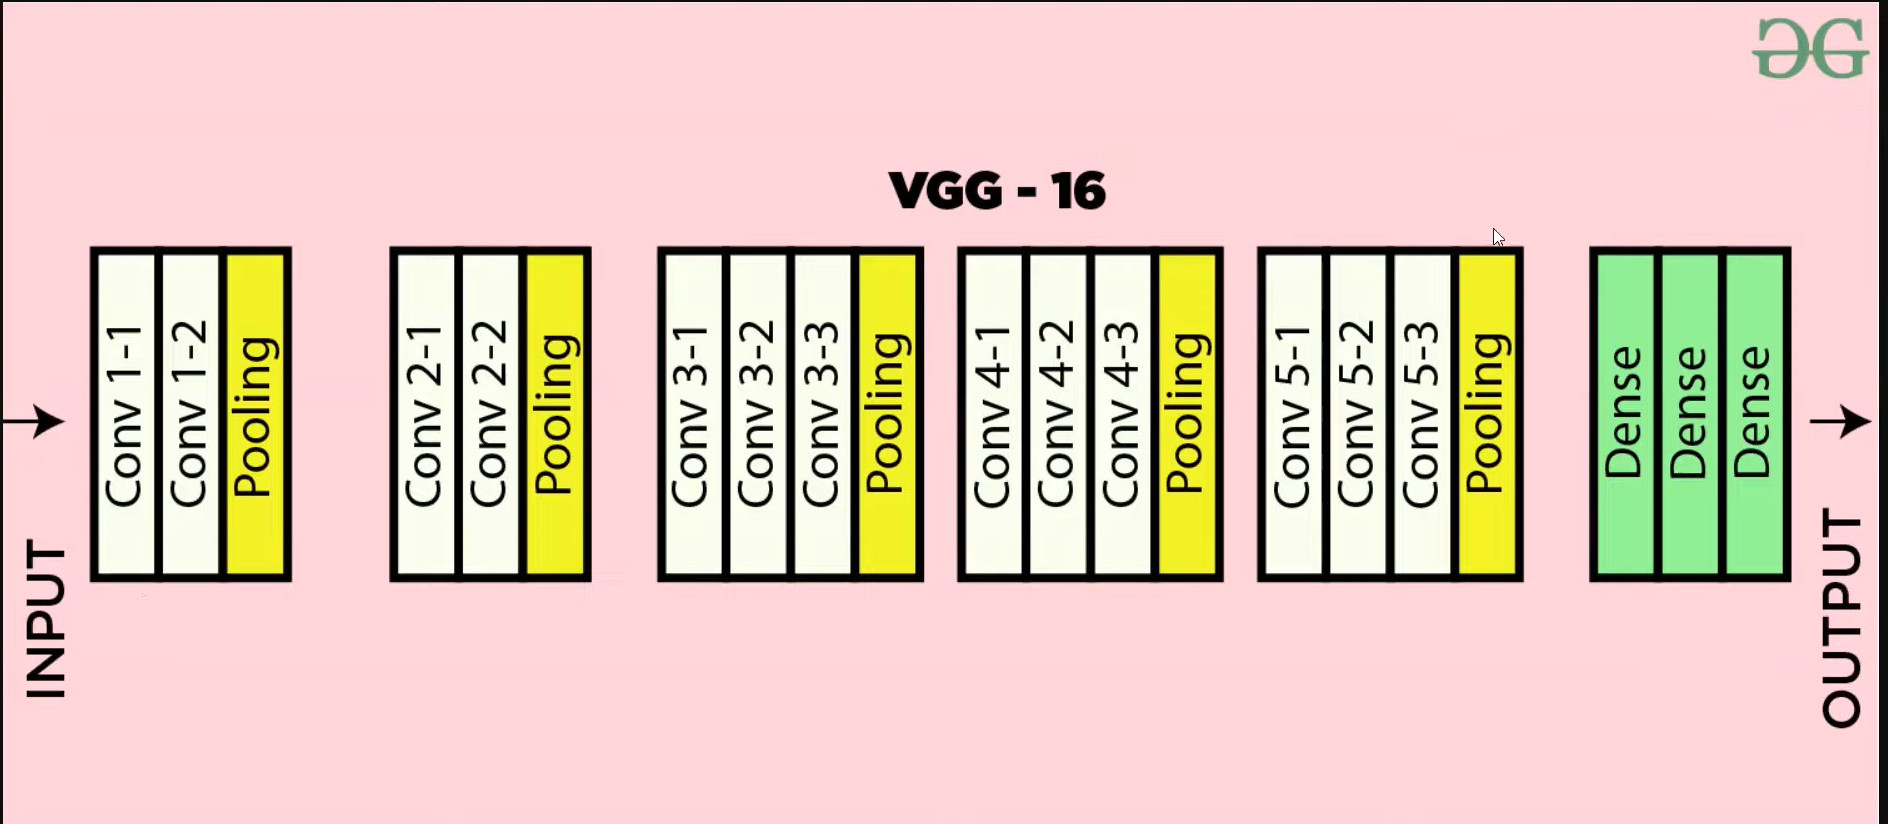 VGG - 16
INPUT
Conv 1-1
Conv 1-2
Pooling
Conv 2-1
Conv 2-2
Pooling
Conv 3-1
Conv 3-2
Conv 3-3
Pooling
Conv 4-1
Conv 4-2
Conv 4-3
Pooling
Conv 5-1
Conv 5-2
Conv 5-3
Pooling
Dense
Dense
Dense
OUTPUT